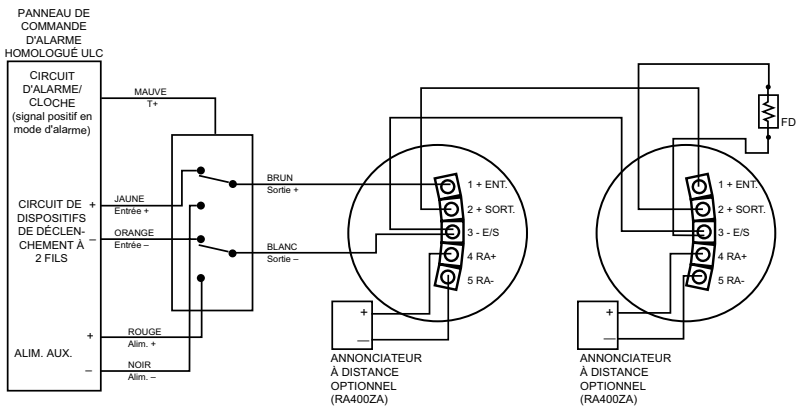 PANNEAU DE
COMMANDE
D'ALARME
HOMOLOGUÉ ULC
CIRCUIT
D'ALARME/
CLOCHE
(signal positif en
mode d'alarme)
MAUVE
T+
CIRCUIT DE
DISPOSITIFS
DE DÉCLEN-
CHEMENT À
2 FILS
+
JAUNE
Entrée +
–
ORANGE
Entrée –
ALIM. AUX.
+
ROUGE
Alim. +
–
NOIR
Alim. –
BRUN
Sortie +
BLANC
Sortie –
1 + ENT.
2 + SORT.
3 - E/S
4 RA+
5 RA-
+
—
ANNONCIATEUR
À DISTANCE
OPTIONNEL
(RA400ZA)
1 + ENT.
2 + SORT.
3 - E/S
4 RA+
5 RA-
+
—
ANNONCIATEUR
À DISTANCE
OPTIONNEL
(RA400ZA)
FD